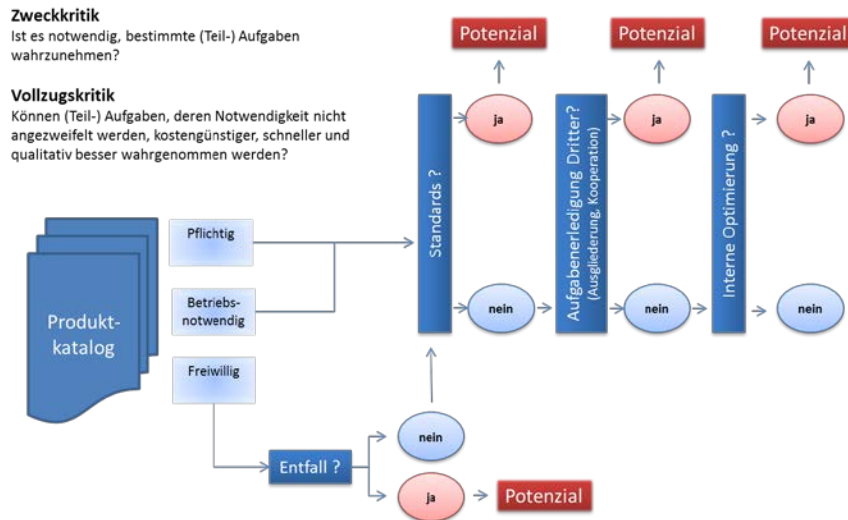 Zweckkritik
Ist es notwendig, bestimmte (Teil-) Aufgaben
wahrzunehmen?
Vollzugskritik
Können (Teil-) Aufgaben, deren Notwendigkeit nicht
angezweifelt werden, kostengünstiger, schneller und
qualitativ besser wahrgenommen werden?
Potenzial
Potenzial
Potenzial
ja
ja
ja
Standards ?
Aufgabenerledigung Dritter?
(Ausgliederung, Kooperation)
Interne Optimierung ?
Pflichtig
Betriebs-
notwendig
Freiwillig
Produkt-
katalog
nein
nein
nein
nein
Entfall ?
ja
Potenzial